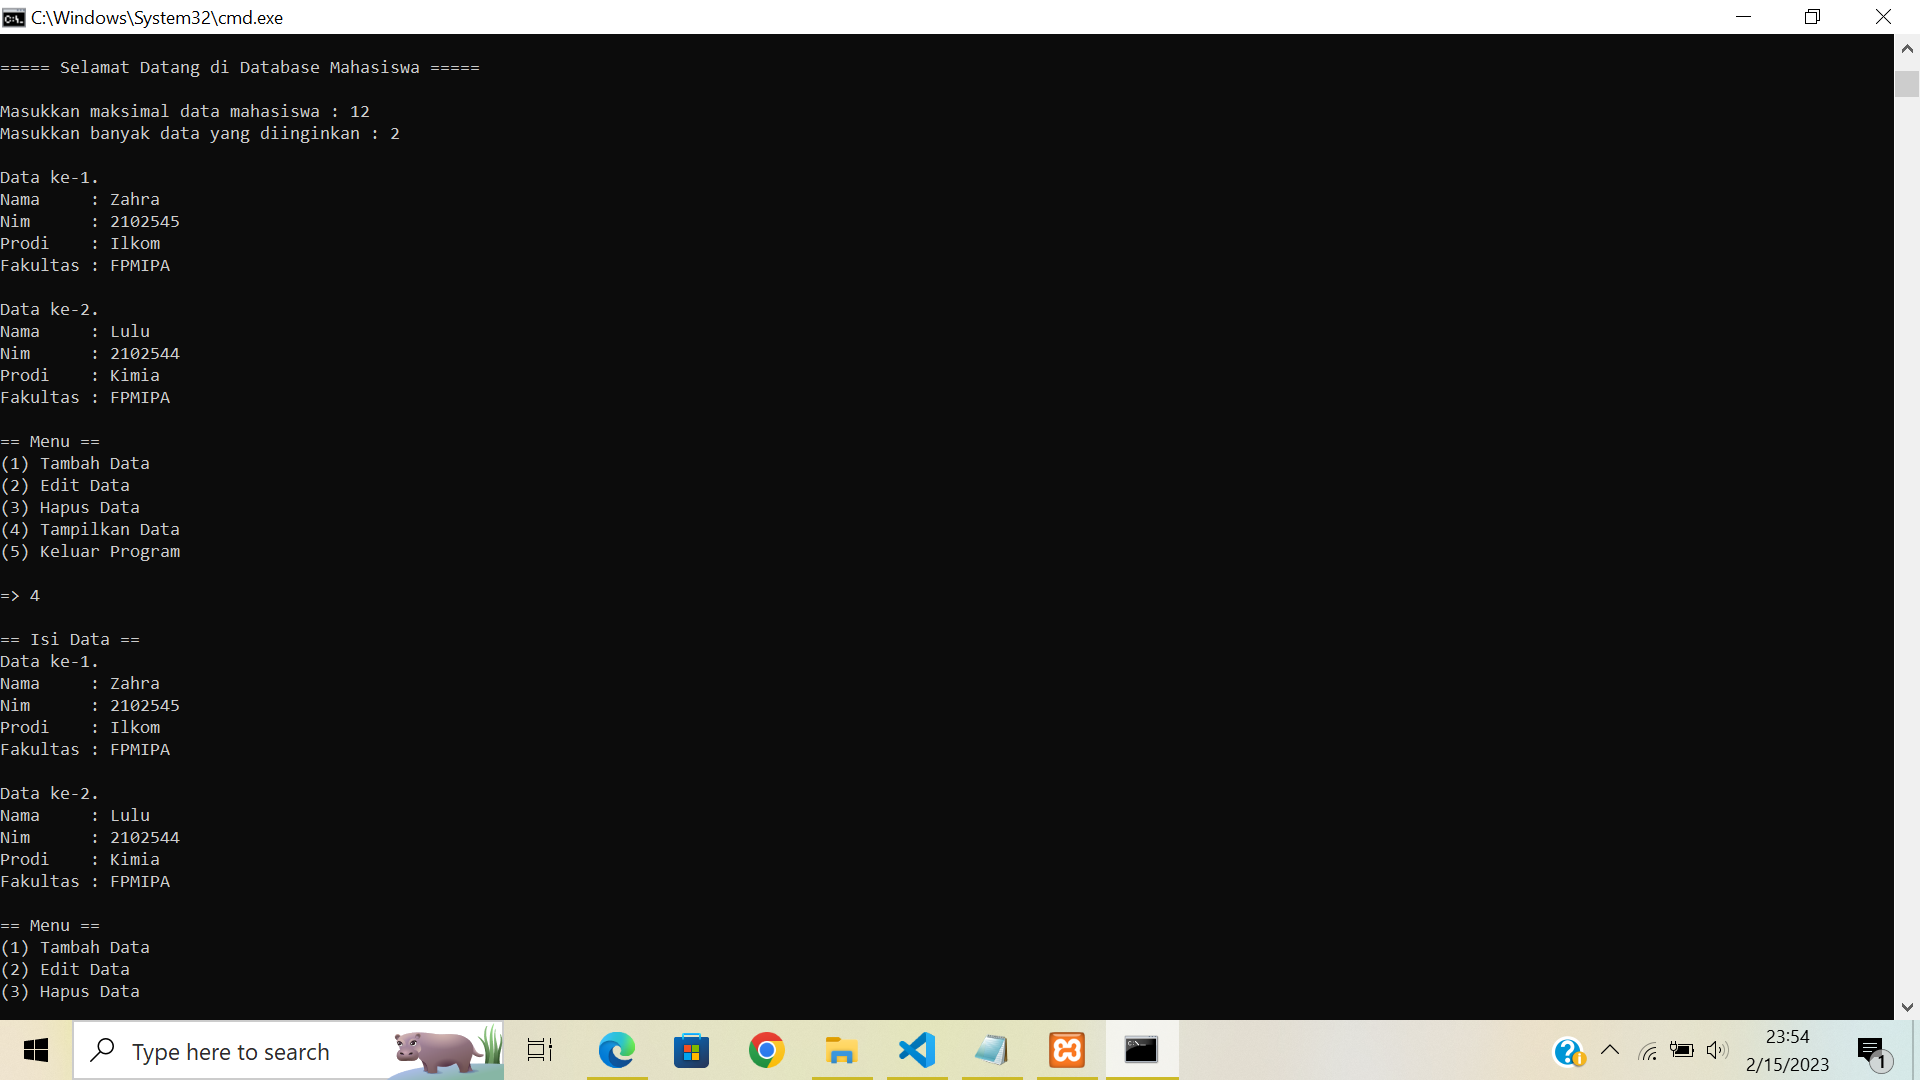 C:\Windows\System32\cmd.exe
===== Selamat Datang di Database Mahasiswa =====
Masukkan maksimal data mahasiswa : 12
Masukkan banyak data yang diinginkan : 2
Data ke-1.
Nama     : Zahra
Nim      : 2102545
Prodi    : Ilkom
Fakultas : FPMIPA
Data ke-2.
Nama     : Lulu
Nim      : 2102544
Prodi    : Kimia
Fakultas : FPMIPA
== Menu ==
(1) Tambah Data
(2) Edit Data
(3) Hapus Data
(4) Tampilkan Data
(5) Keluar Program
=> 4
== Isi Data ==
Data ke-1.
Nama     : Zahra
Nim      : 2102545
Prodi    : Ilkom
Fakultas : FPMIPA
Data ke-2.
Nama     : Lulu
Nim      : 2102544
Prodi    : Kimia
Fakultas : FPMIPA
== Menu ==
(1) Tambah Data
(2) Edit Data
(3) Hapus Data
Type here to search
23:54
2/15/2023
1